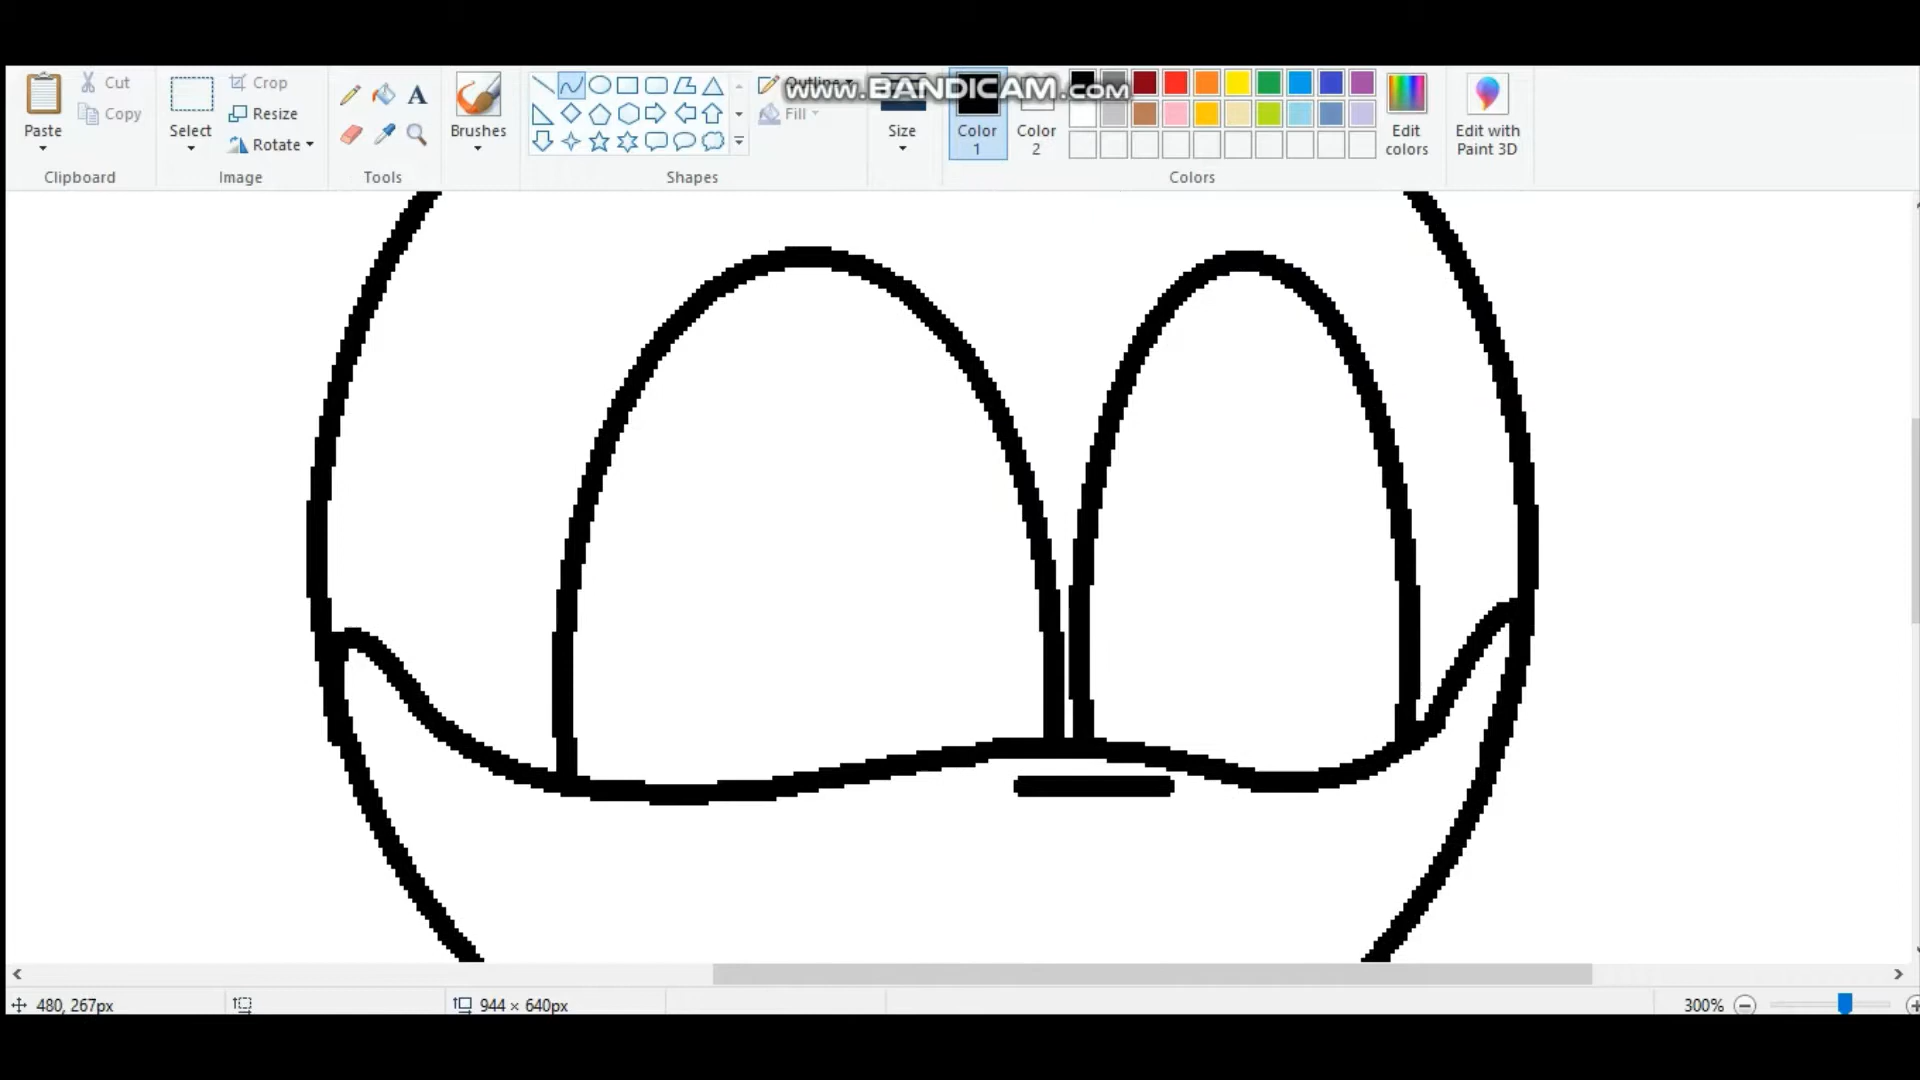 Cut
Copy
Paste
Clipboard
Crop
Resize
Rotate
Select
Image
A
Tools
Brushes
Outline
Fill
Shapes
www.BANDICAM.com
Size
Color
1
Color
2
Edit
colors
Colors
Edit with
Paint 3D
480, 267px
944 × 640px
300%